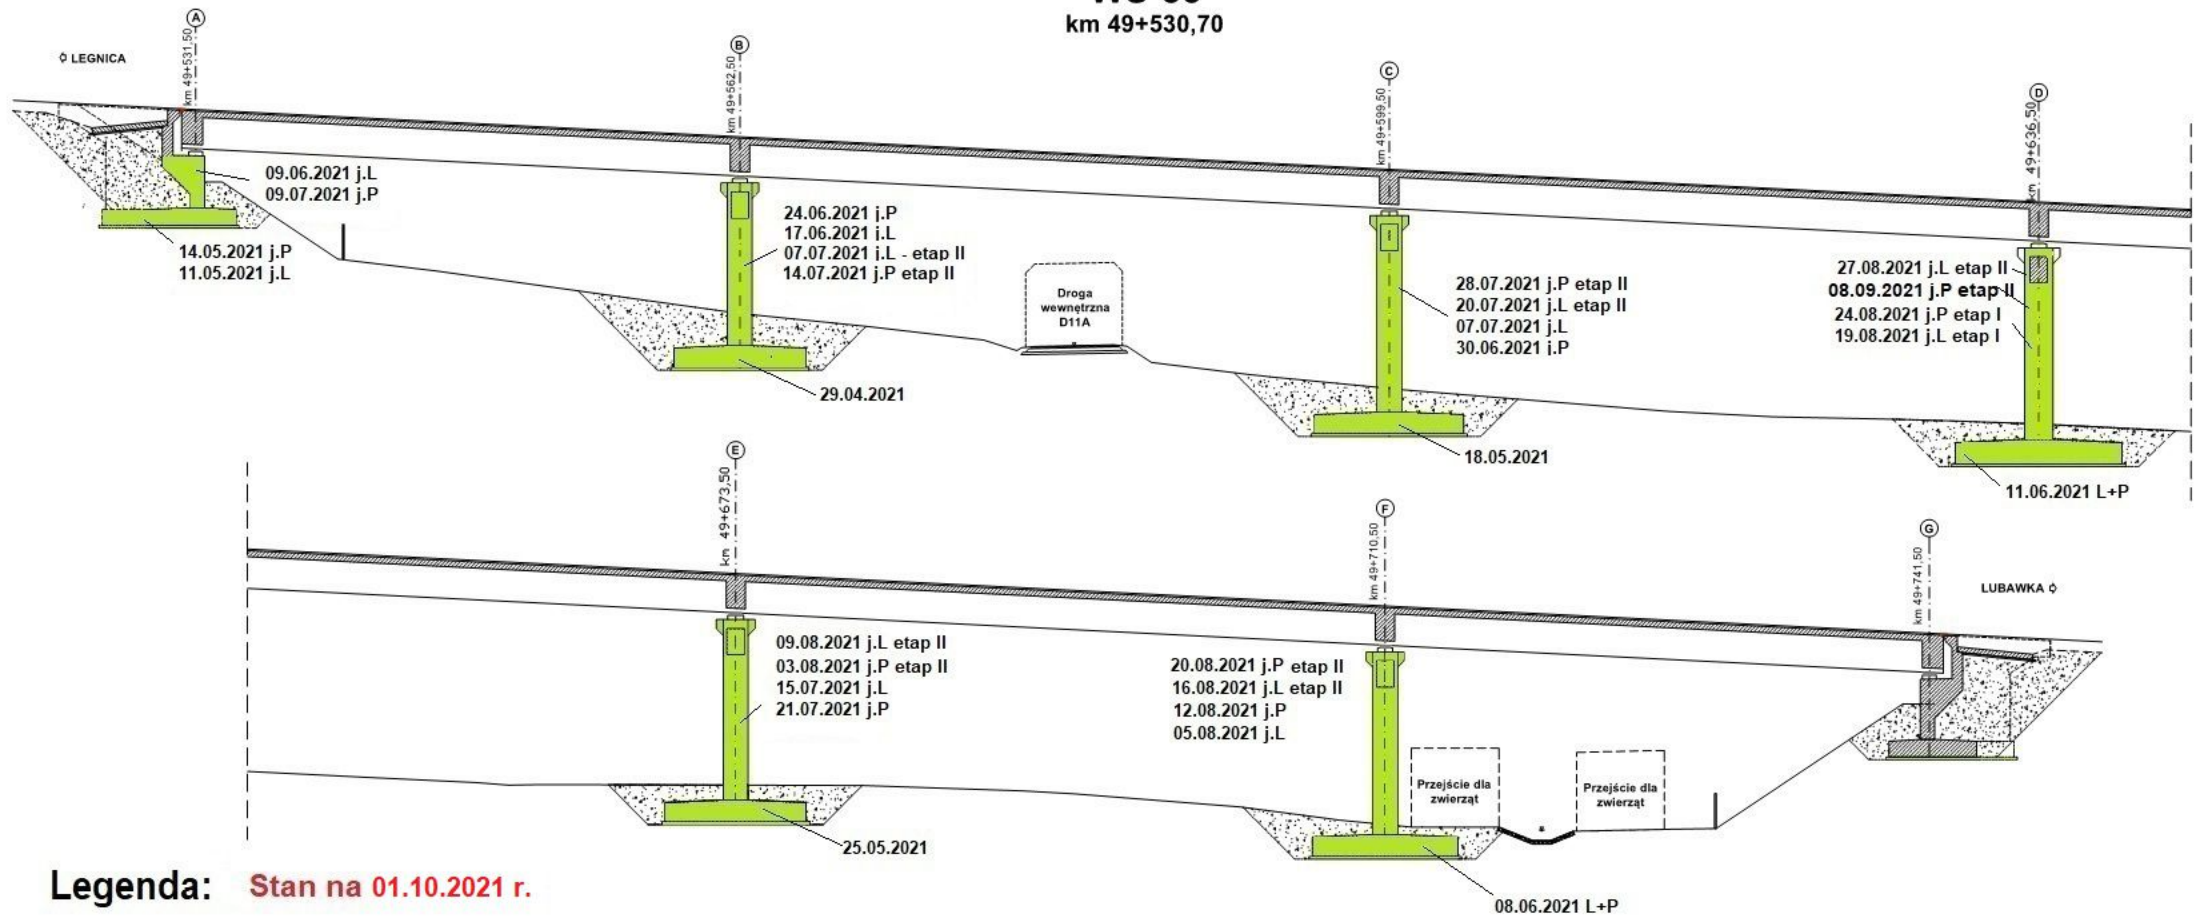 km 49+530,70
LEGNICA
A
km 49+531,50
B
km 49+562,50
C
km 49+599,50
D
km 49+636,50
09.06.2021 j.L
09.07.2021 j.P
14.05.2021 j.P
11.05.2021 j.L
24.06.2021 j.P
17.06.2021 j.L
07.07.2021 j.L - etap II
14.07.2021 j.P etap II
29.04.2021
Droga
wewnętrzna
D11A
28.07.2021 j.P etap II
20.07.2021 j.L etap II
07.07.2021 j.L
30.06.2021 j.P
18.05.2021
27.08.2021 j.L etap II
08.09.2021 j.P etap II
24.08.2021 j.P etap I
19.08.2021 j.L etap I
11.06.2021 L+P
E
km 49+673,50
F
km 49+710,50
G
km 49+741,50
LUBAWKA
09.08.2021 j.L etap II
03.08.2021 j.P etap II
15.07.2021 j.L
21.07.2021 j.P
25.05.2021
20.08.2021 j.P etap II
16.08.2021 j.L etap II
12.08.2021 j.P
05.08.2021 j.L
Przejście dla
zwierząt
Przejście dla
zwierząt
08.06.2021 L+P
Legenda: Stan na 01.10.2021 r.